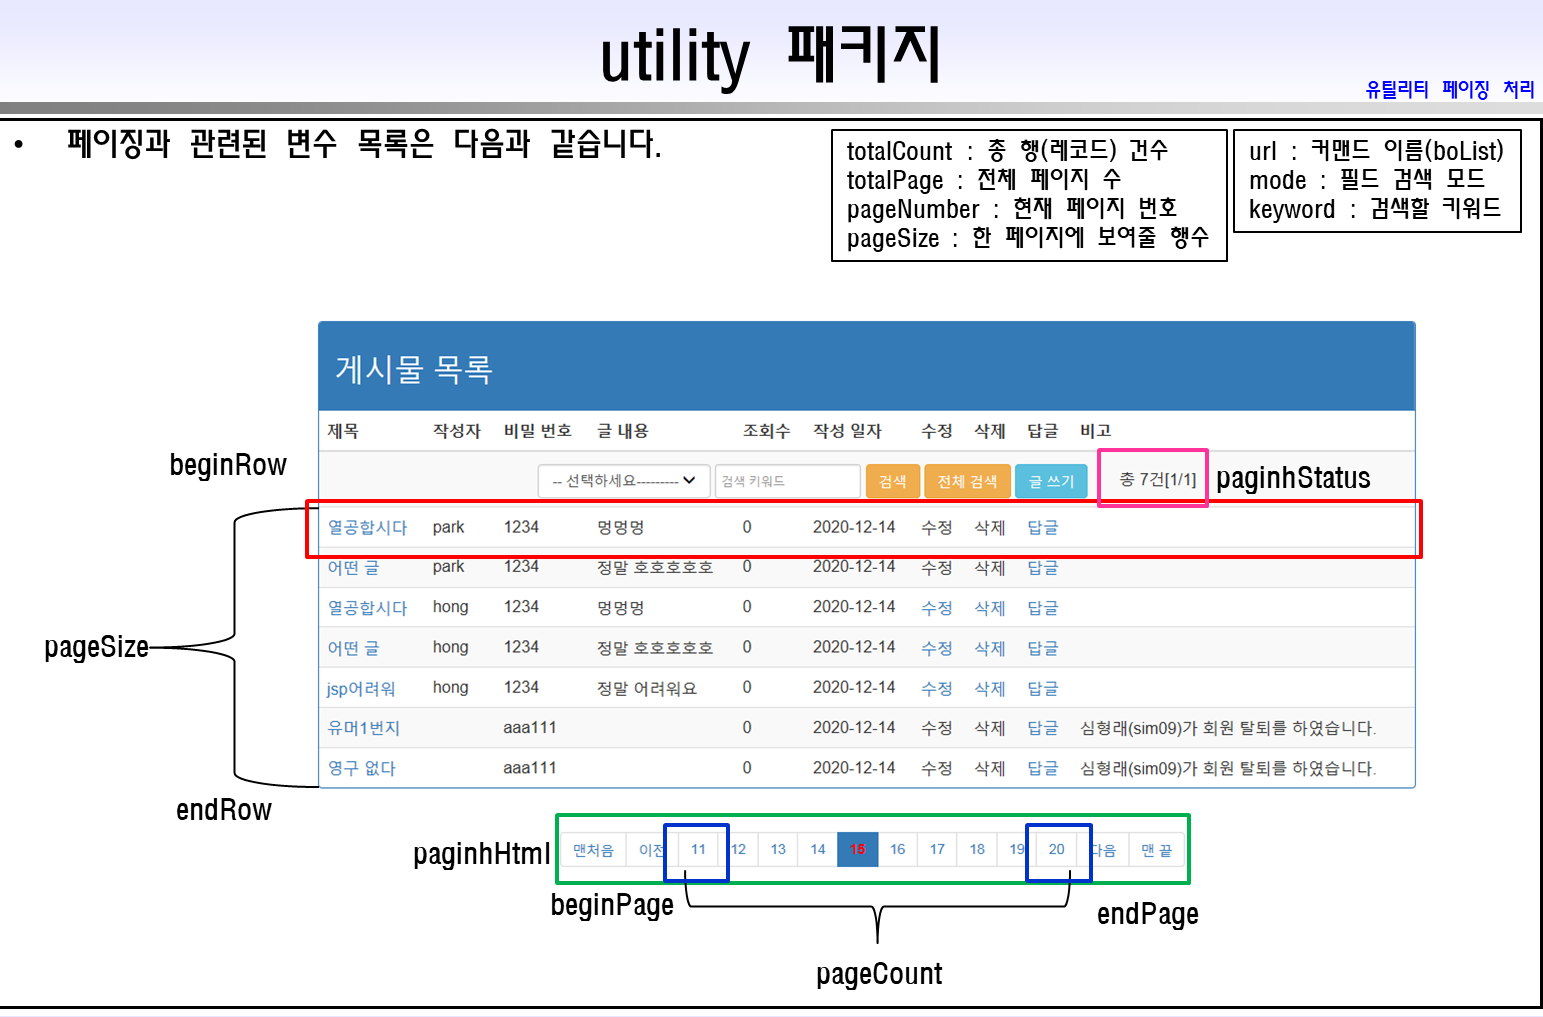 utility 패키지
유틸리티 페이징 처리
• 페이징과 관련된 변수 목록은 다음과 같습니다.
totalCount : 총 행(레코드) 건수
totalPage : 전체 페이지 수
pageNumber : 현재 페이지 번호
pageSize : 한 페이지에 보여줄 행수
url : 커맨드 이름(boList)
mode : 필드 검색 모드
keyword : 검색할 키워드
게시물 목록
제목 작성자 비밀 번호 글 내용 조회수 작성 일자 수정 삭제 답글 비고
beginRow
-- 선택하세요--------- 검색 키워드 검색 전체 검색 글 쓰기 총 7건[1/1] paginhStatus
열공합시다 park 1234 멍멍멍 0 2020-12-14 수정 삭제 답글
어떤 글 park 1234 정말 호호호호호 0 2020-12-14 수정 삭제 답글
열공합시다 hong 1234 멍멍멍 0 2020-12-14 수정 삭제 답글
pageSize
어떤 글 hong 1234 정말 호호호호호 0 2020-12-14 수정 삭제 답글
jsp어려워 hong 1234 정말 어려워요 0 2020-12-14 수정 삭제 답글
유머1번지 aaa111 0 2020-12-14 수정 삭제 답글 심형래(sim09)가 회원 탈퇴를 하였습니다.
영구 없다 aaa111 0 2020-12-14 수정 삭제 답글 심형래(sim09)가 회원 탈퇴를 하였습니다.
endRow
paginhHtml 맨처음 이전 11 12 13 14 15 16 17 18 19 20 다음 맨 끝
beginPage endPage
pageCount